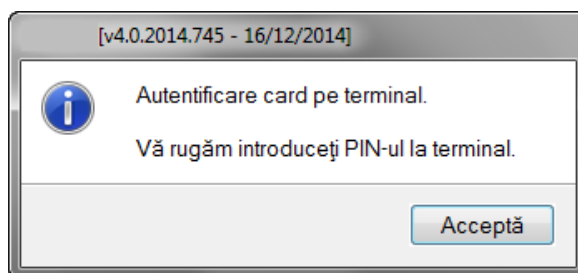 [v4.0.2014.745 - 16/12/2014]
Autentificare card pe terminal.
Vă rugăm introduceţi PIN-ul la terminal.
Acceptă